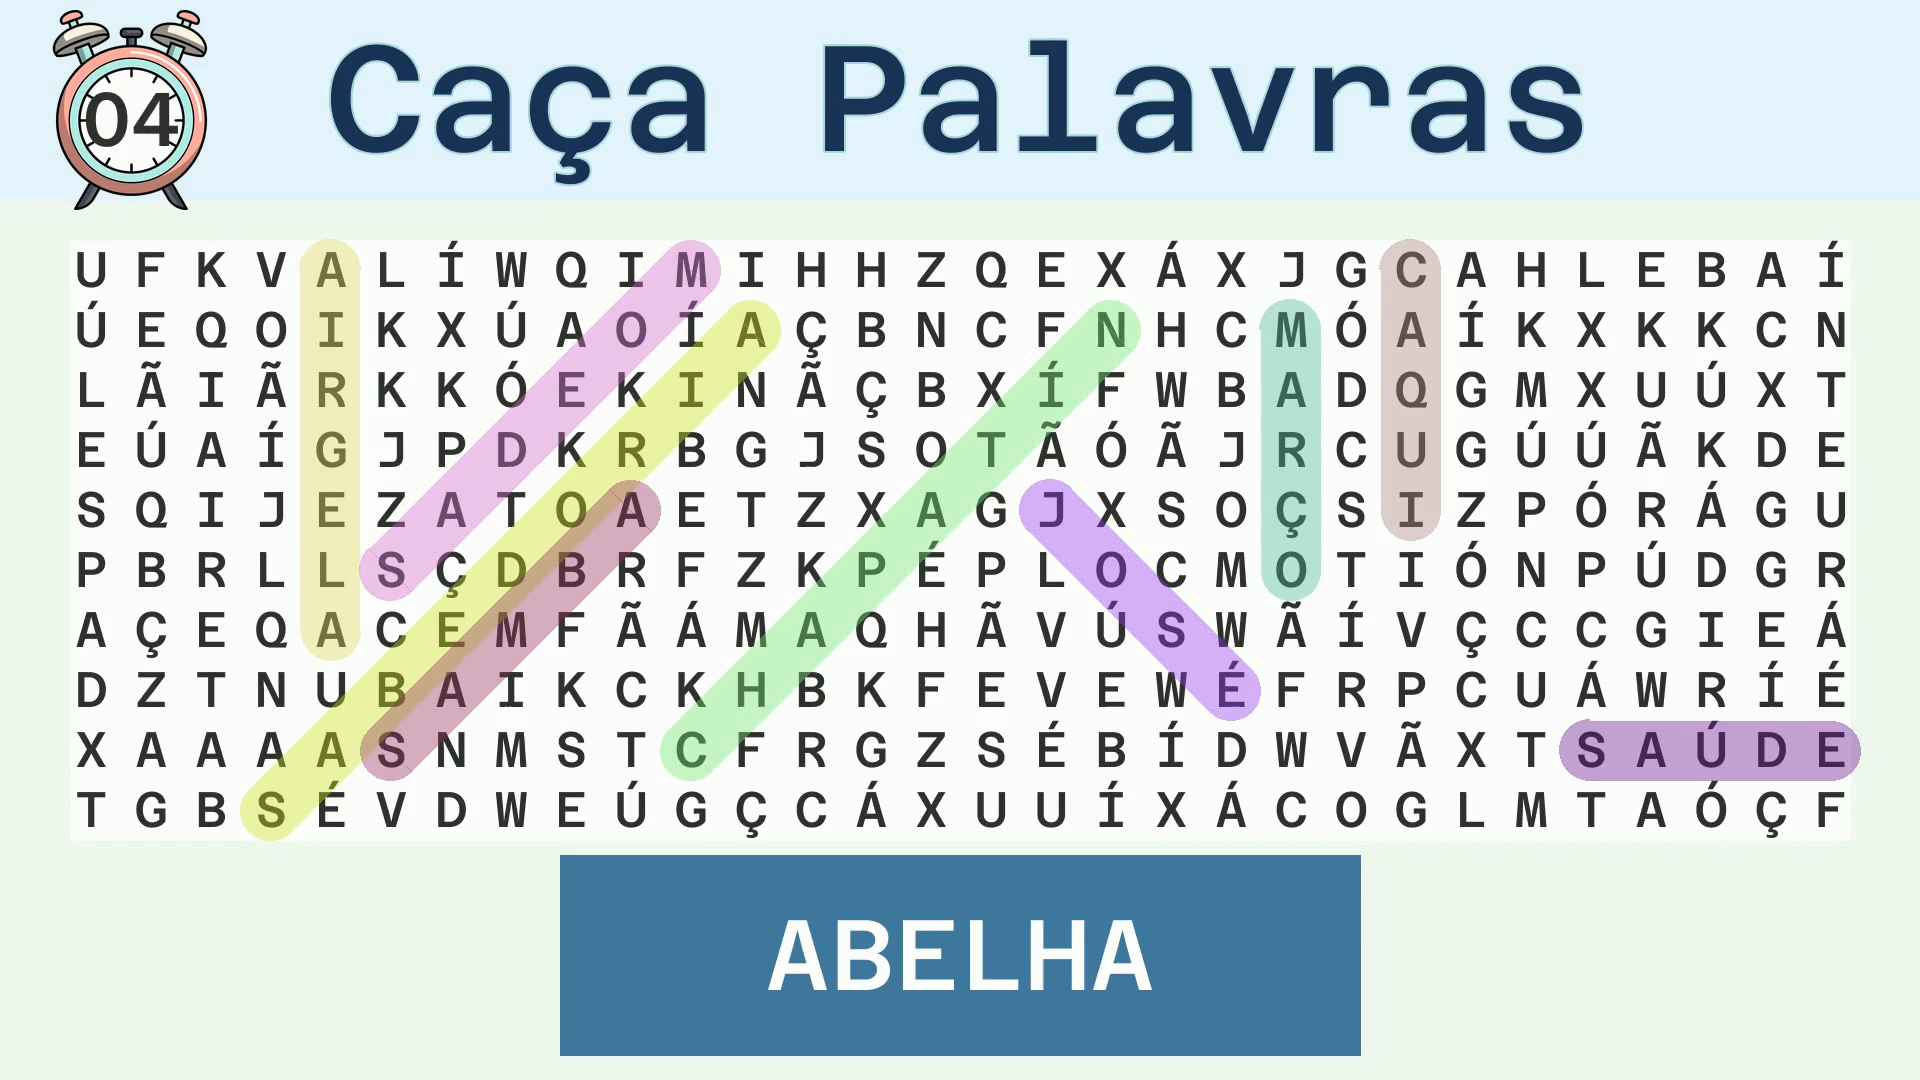 04
Caça Palavras
U F K V A L Í W Q I M I H H Z Q E X Á X J G C A H L E B A Í
Ú E Q O I K X Ú A O Í A Ç B N C F N H C M Ó A Í K X K K C N
L Ã I Ã R K K Ó E K I N Ã Ç B X Í F W B A D Q G M X U Ú X T
E Ú A Í G J P D K R B G J S O T Ã Ó Ã J R C U G Ú Ú Ã K D E
S Q I J E Z A T O A E T Z X A G J X S O Ç S I Z P Ó R Á G U
P B R L L S Ç D B R F Z K P É P L O C M O T I Ó N P Ú D G R
A Ç E Q A C E M F Ã Á M A Q H Ã V Ú S W Ã Í V Ç C C G I E Á
D Z T N U B A I K C K H B K F E V E W É F R P C U Á W R Í É
X A A A A S N M S T C F R G Z S É B Í D W V Ã X T S A Ú D E
T G B S É V D W E Ú G Ç C Á X U U Í X Á C O G L M T A Ó Ç F
ABELHA